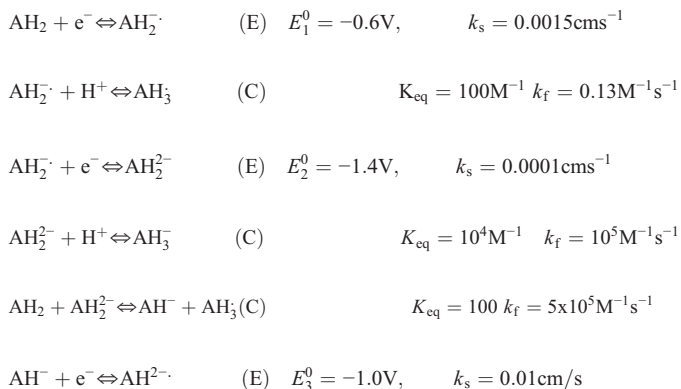 AH₂ + e⁻ ⇔ AH₂⁻· (E) E₁⁰ = −0.6V, kₛ = 0.0015cms⁻¹
AH₂⁻· + H⁺ ⇔ AH₃· (C) K_eq = 100M⁻¹ k_f = 0.13M⁻¹s⁻¹
AH₂⁻· + e⁻ ⇔ AH₂²⁻ (E) E₂⁰ = −1.4V, kₛ = 0.0001cms⁻¹
AH₂²⁻ + H⁺ ⇔ AH₃⁻ (C) K_eq = 10⁴M⁻¹ k_f = 10⁵M⁻¹s⁻¹
AH₂ + AH₂²⁻ ⇔ AH⁻ + AH₃· (C) K_eq = 100 k_f = 5x10⁵M⁻¹s⁻¹
AH⁻ + e⁻ ⇔ AH²⁻· (E) E₃⁰ = −1.0V, kₛ = 0.01cm/s